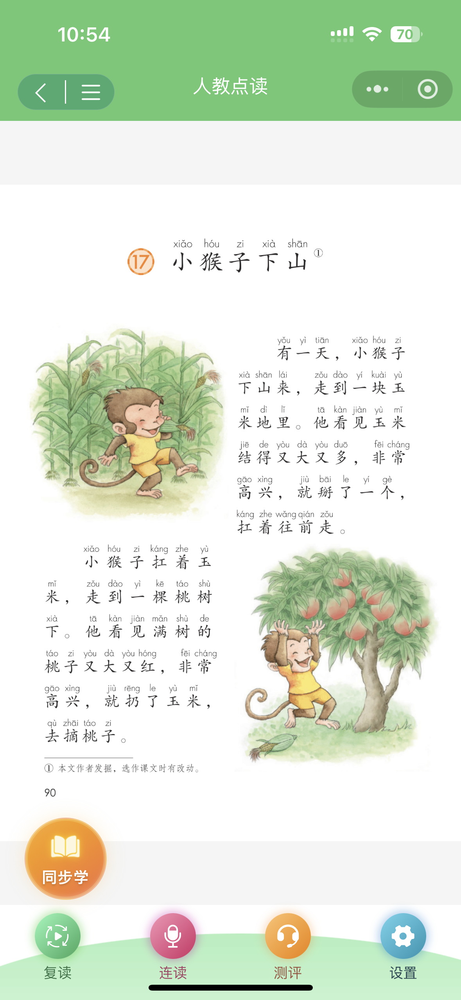 10:54
70
人教点读
xiǎo hóu zi xià shān
17 小猴子下山①
yǒu yì tiān xiǎo hóu zi
有一天，小猴子
xià shān lái zǒu dào yí kuài yù
下山来，走到一块玉
mǐ dì lǐ tā kàn jiàn yù mǐ
米地里。他看见玉米
jiē de yòu dà yòu duō fēi cháng
结得又大又多，非常
gāo xìng jiù bāi le yí gè
高兴，就掰了一个，
káng zhe wǎng qián zǒu
扛着往前走。
xiǎo hóu zi káng zhe yù
小猴子扛着玉
mǐ zǒu dào yì kē táo shù
米，走到一棵桃树
xià tā kàn jiàn mǎn shù de
下。他看见满树的
táo zi yòu dà yòu hóng fēi cháng
桃子又大又红，非常
gāo xìng jiù rēng le yù mǐ
高兴，就扔了玉米，
qù zhāi táo zi
去摘桃子。
① 本文作者发掘，选作课文时有改动。
90
同步学
复读 连读 测评 设置